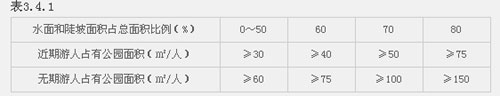 表3.4.1
水面和陡坡面积占总面积比例（%） 0～50 60 70 80
近期游人占有公园面积（㎡/人） ≥30 ≥40 ≥50 ≥75
无期游人占有公园面积（㎡/人） ≥60 ≥75 ≥100 ≥150